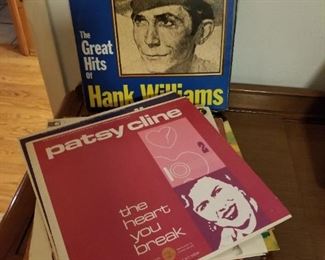 The
Great
Hits
Of
Hank Williams
patsy cline
the
heart
you
break